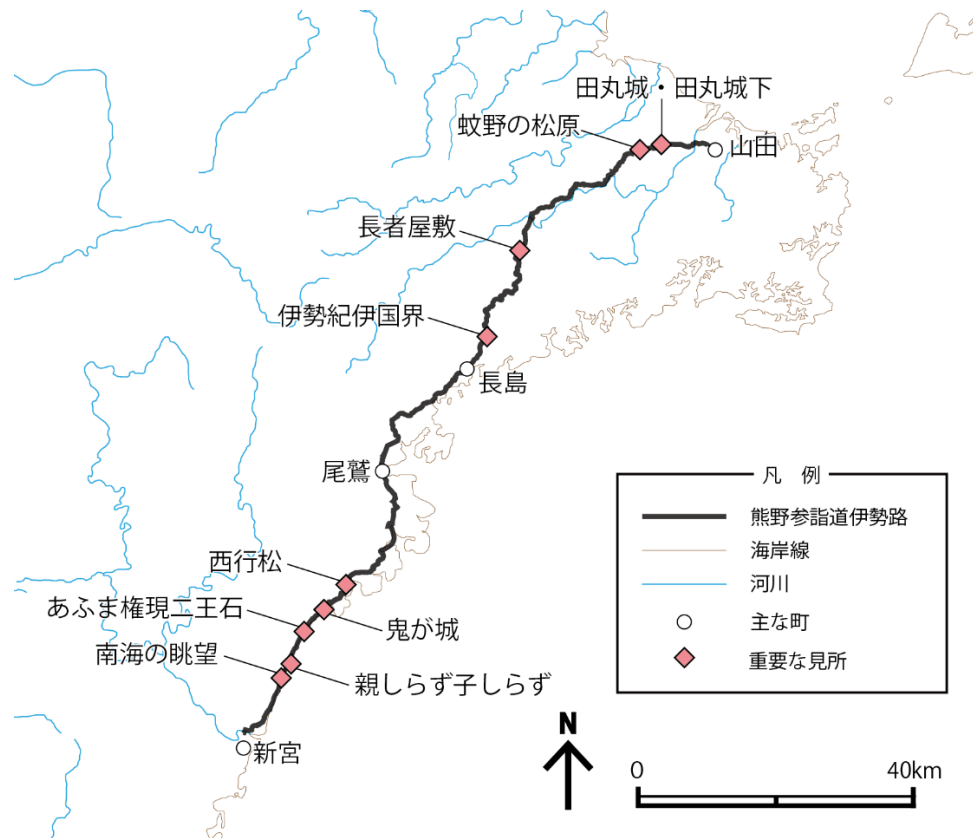 田丸城・田丸城下
蚊野の松原
山田
長者屋敷
伊勢紀伊国界
長島
尾鷲
西行松
あふま権現二王石
鬼が城
南海の眺望
親しらず子しらず
新宮
凡 例
熊野参詣道伊勢路
海岸線
河川
主な町
重要な見所
N
0 40km